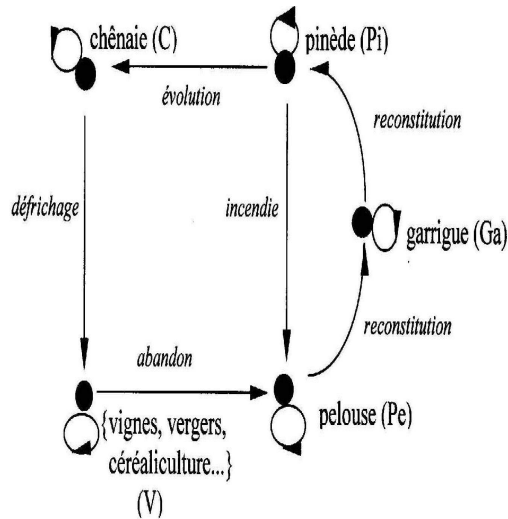 chênaie (C)
pinède (Pi)
évolution
reconstitution
défrichage
incendie
garrigue (Ga)
reconstitution
abandon
{vignes, vergers,
céréaliculture...}
(V)
pelouse (Pe)